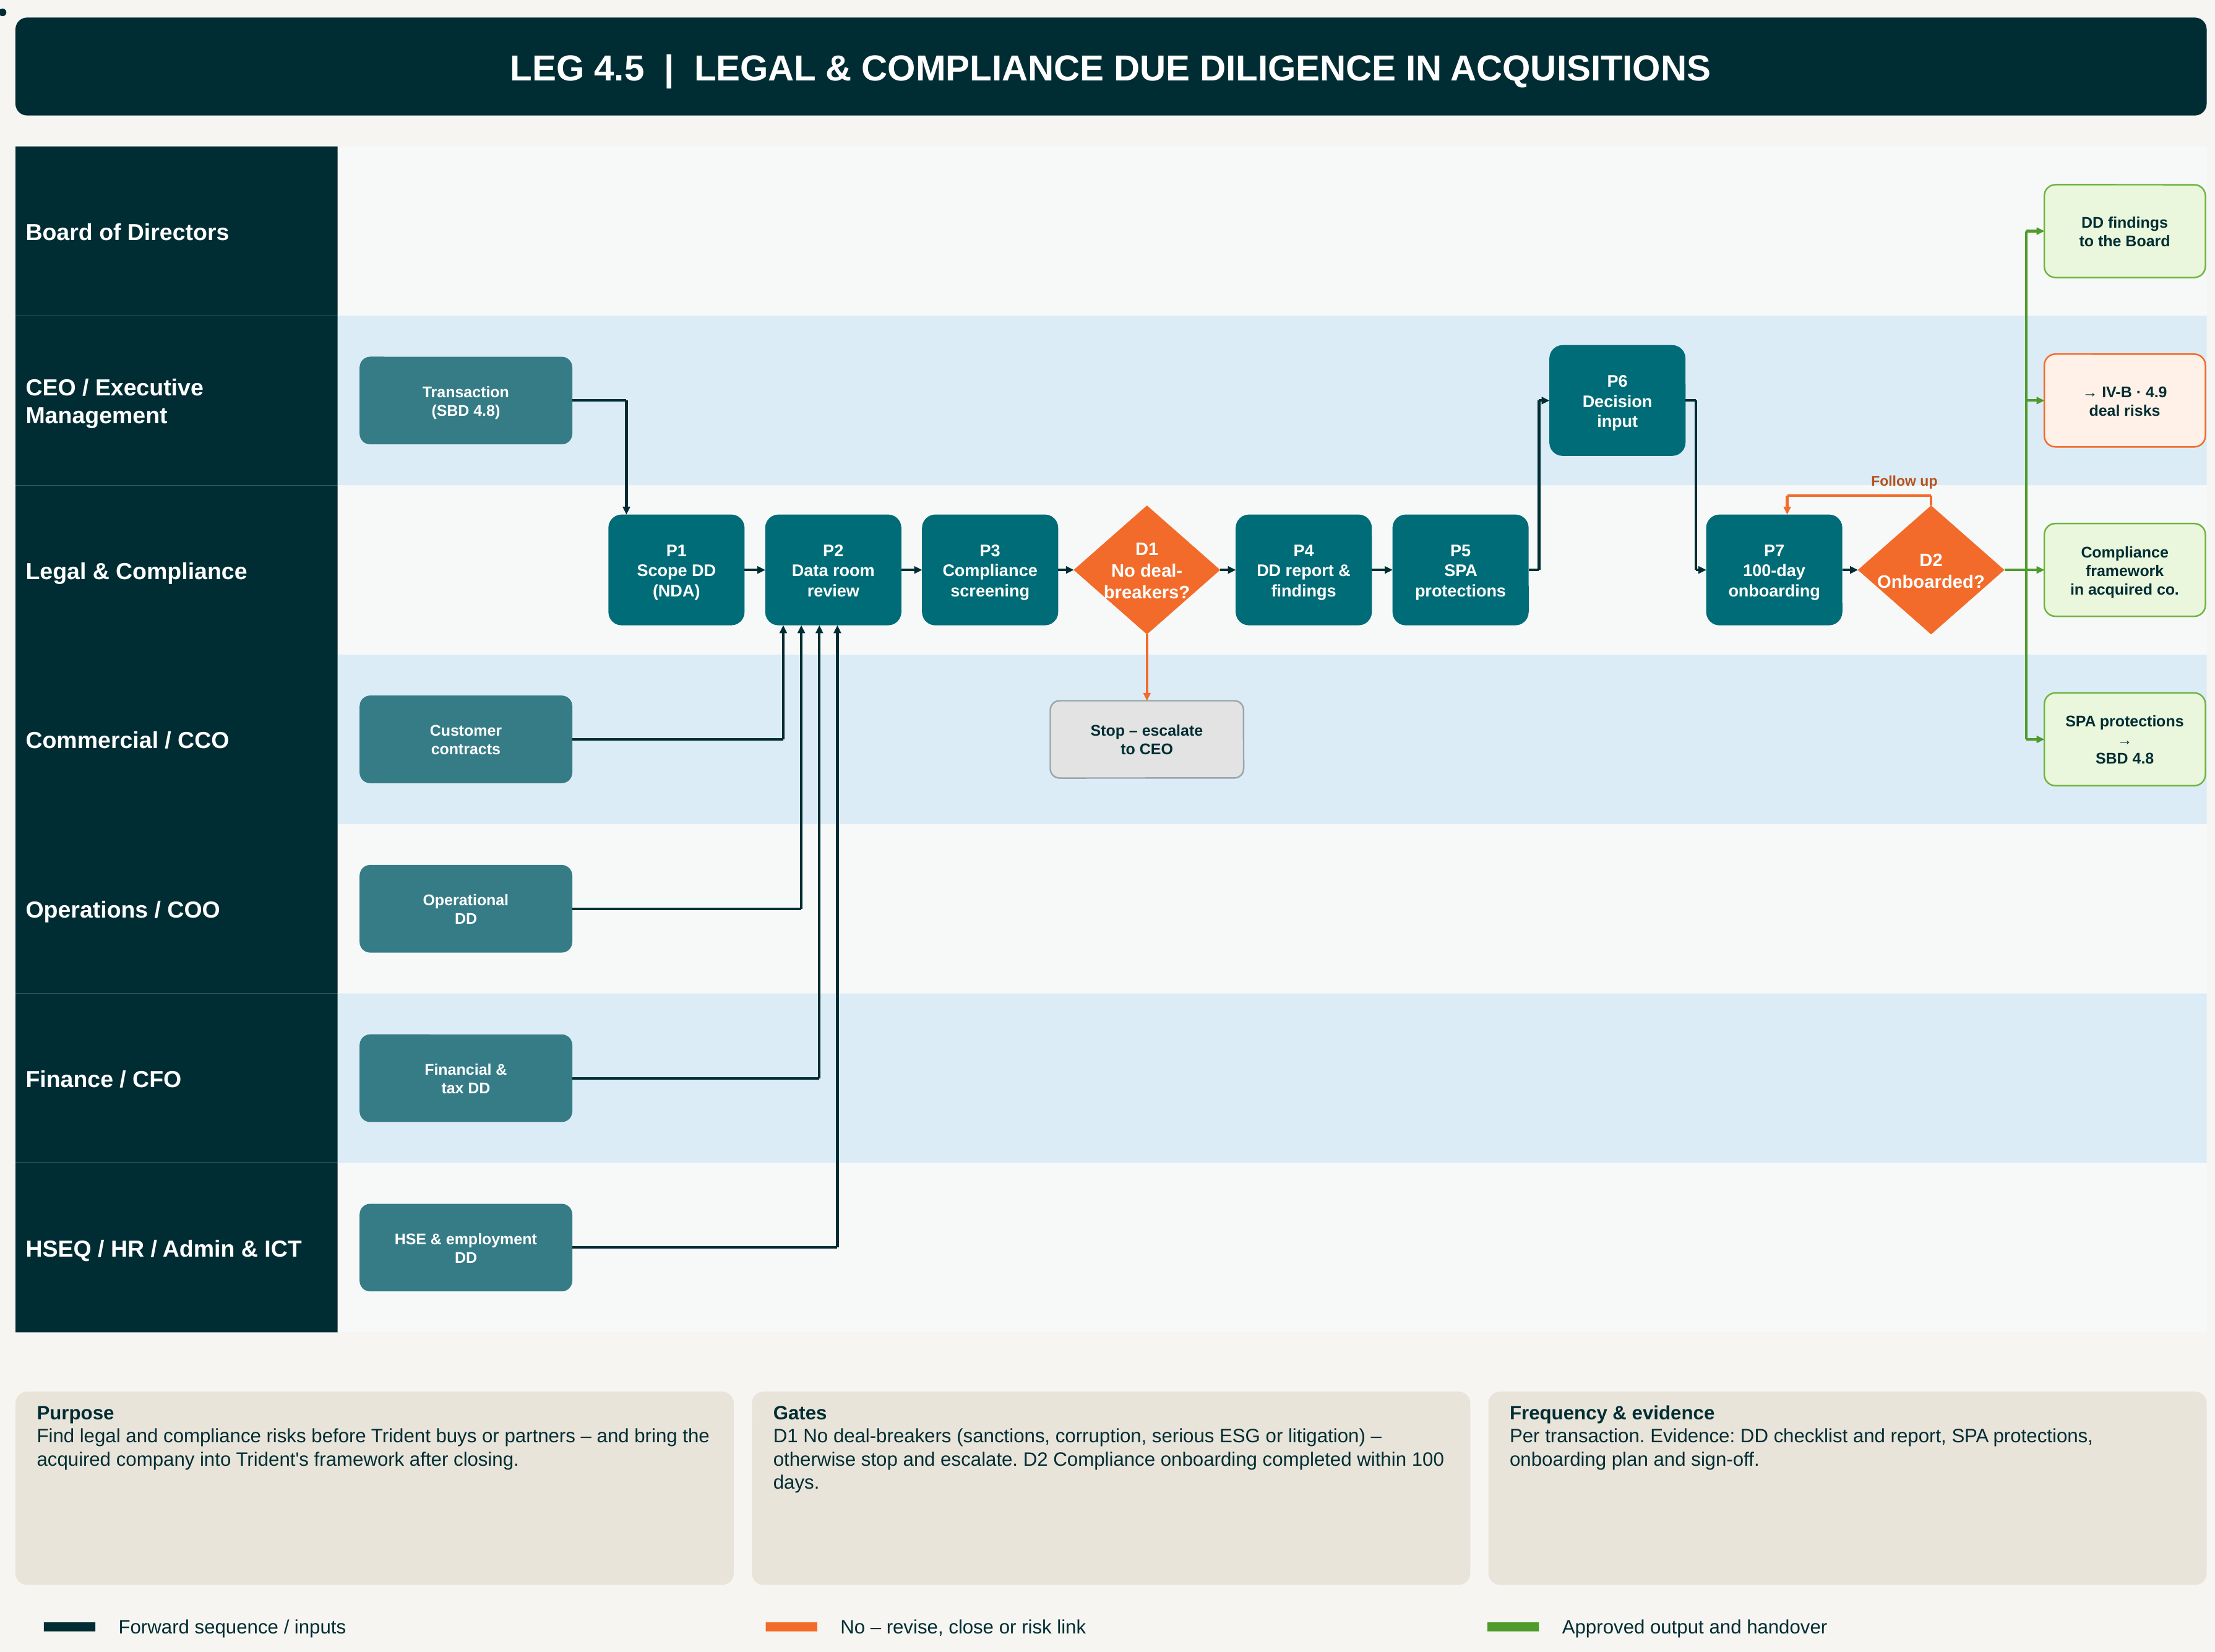 LEG 4.5 | LEGAL & COMPLIANCE DUE DILIGENCE IN ACQUISITIONS
Board of Directors
DD findings
to the Board
CEO / Executive
Management
Transaction
(SBD 4.8)
P6
Decision
input
→ IV-B · 4.9
deal risks
Follow up
Legal & Compliance
P1
Scope DD
(NDA)
P2
Data room
review
P3
Compliance
screening
D1
No deal-
breakers?
P4
DD report &
findings
P5
SPA
protections
P7
100-day
onboarding
D2
Onboarded?
Compliance
framework
in acquired co.
Commercial / CCO
Customer
contracts
Stop – escalate
to CEO
SPA protections
→
SBD 4.8
Operations / COO
Operational
DD
Finance / CFO
Financial &
tax DD
HSEQ / HR / Admin & ICT
HSE & employment
DD
Purpose
Find legal and compliance risks before Trident buys or partners – and bring the
acquired company into Trident's framework after closing.
Gates
D1 No deal-breakers (sanctions, corruption, serious ESG or litigation) –
otherwise stop and escalate. D2 Compliance onboarding completed within 100
days.
Frequency & evidence
Per transaction. Evidence: DD checklist and report, SPA protections,
onboarding plan and sign-off.
Forward sequence / inputs
No – revise, close or risk link
Approved output and handover